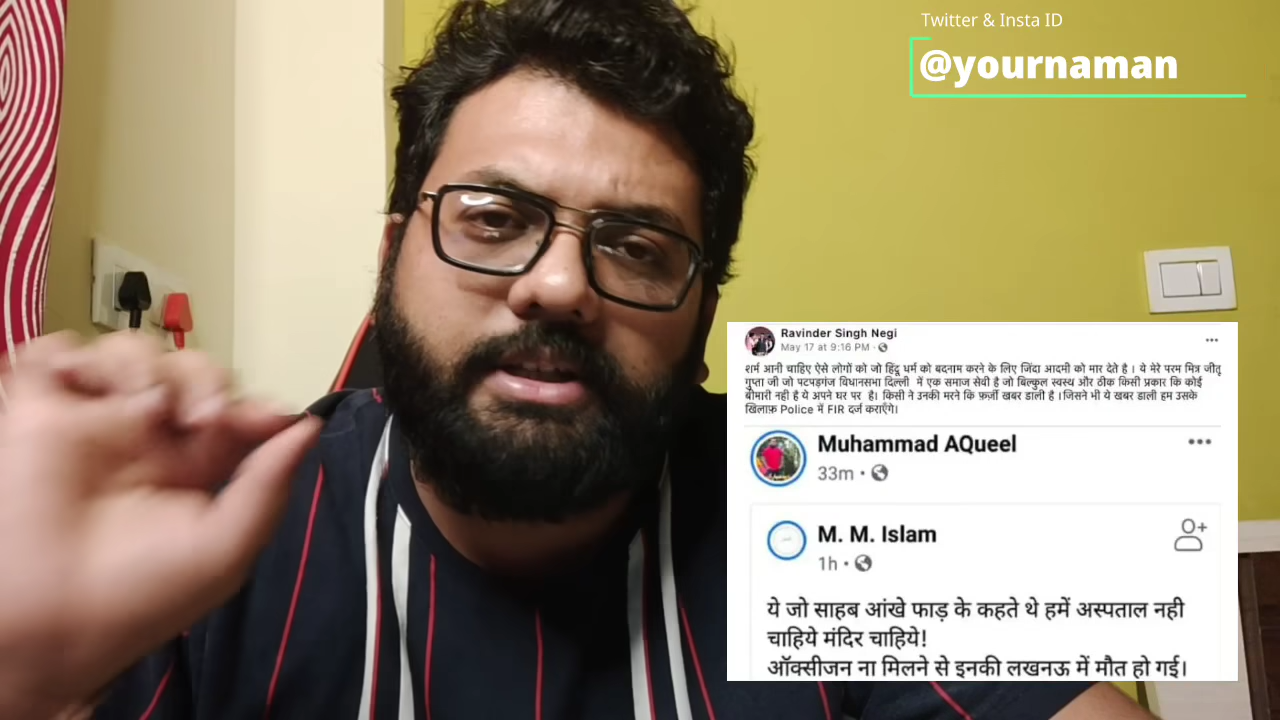 Twitter & Insta ID
@yournaman
Ravinder Singh Negi
May 17 at 9:16 PM ·
शर्म आनी चाहिए ऐसे लोगों को जो हिंदू धर्म को बदनाम करने के लिए जिंदा आदमी को मार देते है । ये मेरे परम मित्र जीतू
गुप्ता जी जो पटपड़गंज विधानसभा दिल्ली में एक समाज सेवी है जो बिल्कुल स्वस्थ और ठीक किसी प्रकार कि कोई
बीमारी नही है ये अपने घर पर है। किसी ने उनकी मरने कि फ़र्जी खबर डाली है ।जिसने भी ये खबर डाली हम उसके
खिलाफ़ Police में FIR दर्ज कराएँगे।
Muhammad AQueel
33m ·
M. M. Islam
1h ·
ये जो साहब आंखे फाड़ के कहते थे हमें अस्पताल नही
चाहिये मंदिर चाहिये!
ऑक्सीजन ना मिलने से इनकी लखनऊ में मौत हो गई।